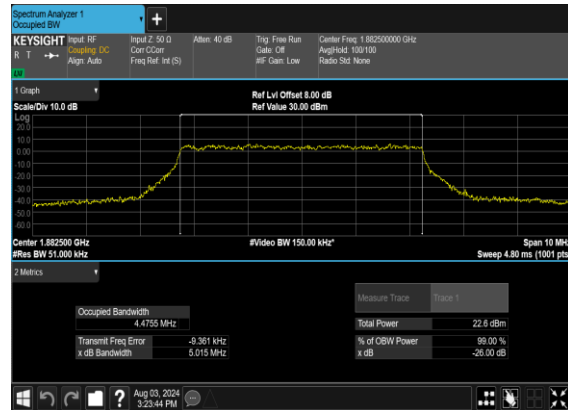 Spectrum Analyzer 1
Occupied BW
+
KEYSIGHT Input: RF Input Z: 50 Ω Atten: 40 dB Trig: Free Run Center Freq: 1.882500000 GHz
R T Coupling: DC Corr CCorr Gate: Off Avg|Hold: 100/100
Align: Auto Freq Ref: Int (S) #IF Gain: Low Radio Std: None
LXI
1 Graph
Ref Lvl Offset 8.00 dB
Scale/Div 10.0 dB Ref Value 30.00 dBm
Log
20.0
10.0
0.00
-10.0
-20.0
-30.0
-40.0
-50.0
-60.0
Center 1.882500 GHz #Video BW 150.00 kHz* Span 10 MHz
#Res BW 51.000 kHz Sweep 4.80 ms (1001 pts
2 Metrics
Measure Trace Trace 1
Occupied Bandwidth
4.4755 MHz
Total Power 22.6 dBm
Transmit Freq Error -9.361 kHz % of OBW Power 99.00 %
x dB Bandwidth 5.015 MHz x dB -26.00 dB
? Aug 03, 2024
3:23:44 PM